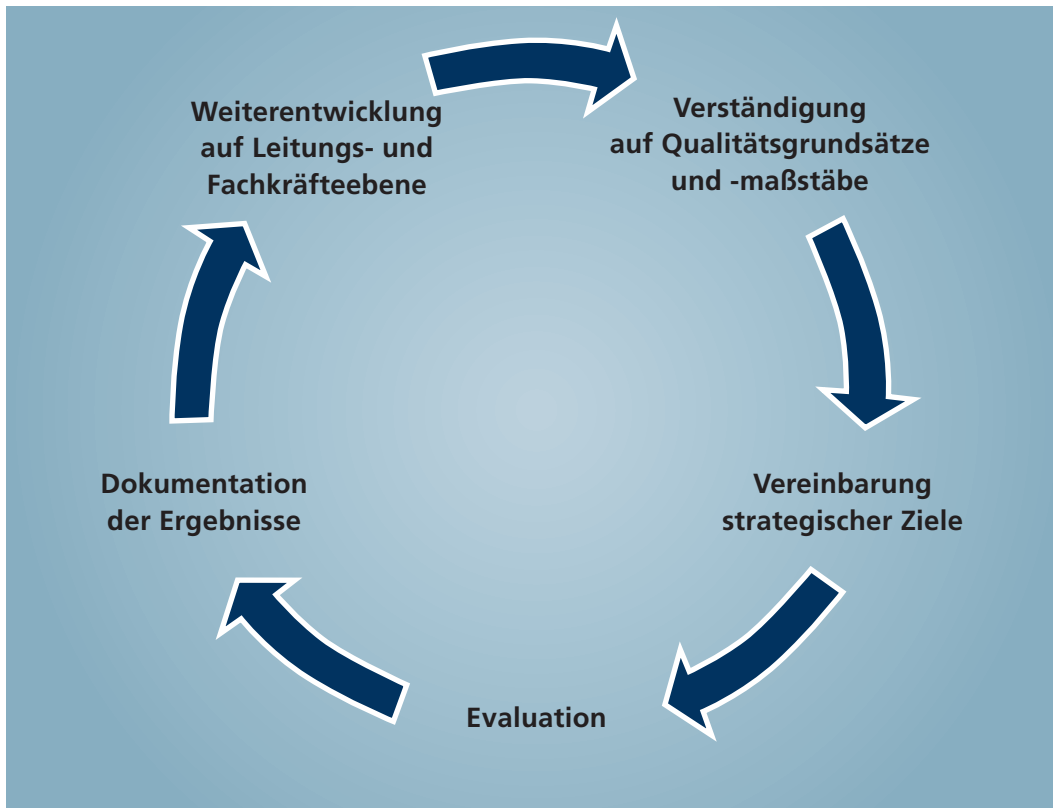 Weiterentwicklung
auf Leitungs- und
Fachkräfteebene
Verständigung
auf Qualitätsgrundsätze
und -maßstäbe
Vereinbarung
strategischer Ziele
Evaluation
Dokumentation
der Ergebnisse